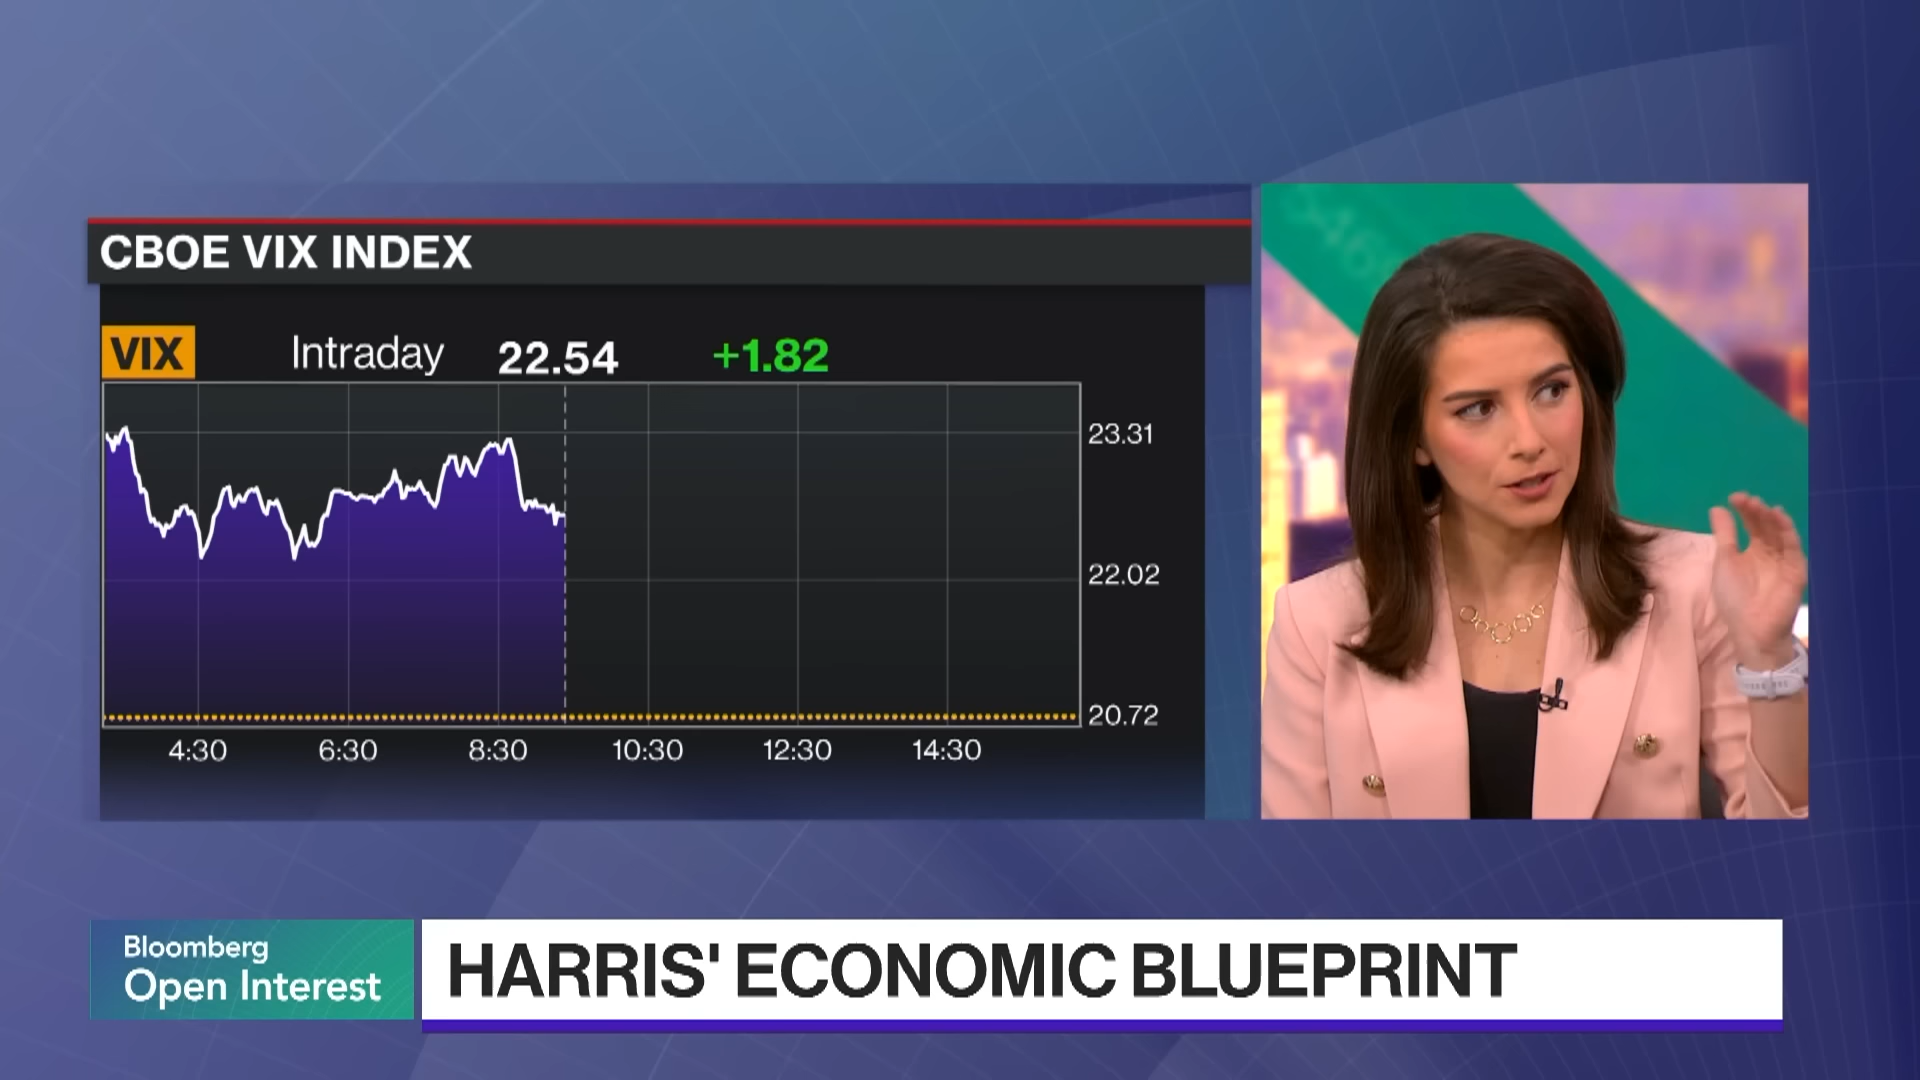 CBOE VIX INDEX
VIX Intraday 22.54 +1.82
23.31
22.02
20.72
4:30 6:30 8:30 10:30 12:30 14:30
Bloomberg
Open Interest
HARRIS' ECONOMIC BLUEPRINT